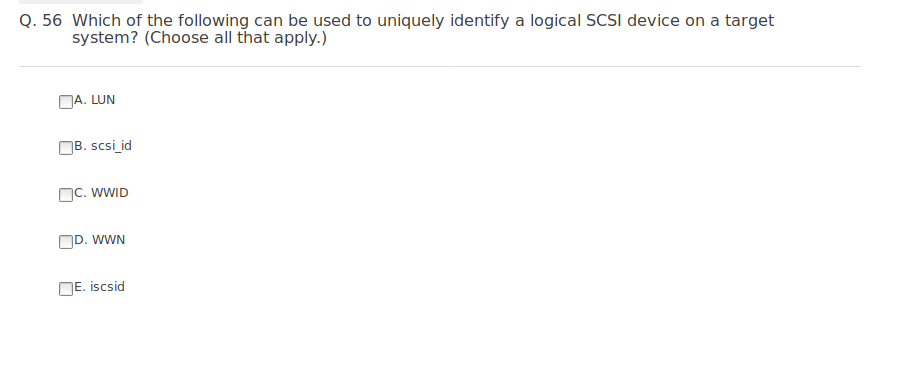 Q. 56 Which of the following can be used to uniquely identify a logical SCSI device on a target
system? (Choose all that apply.)
A. LUN
B. scsi_id
C. WWID
D. WWN
E. iscsid